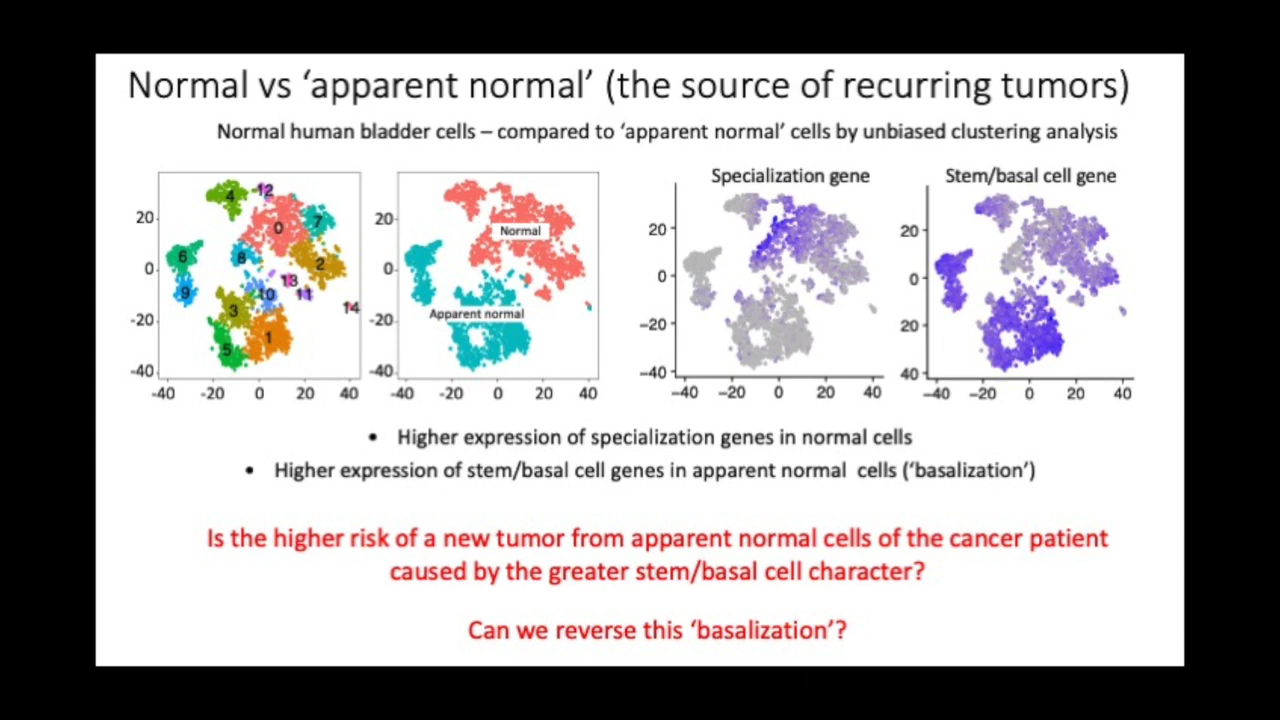 Normal vs ‘apparent normal’ (the source of recurring tumors)
Normal human bladder cells – compared to ‘apparent normal’ cells by unbiased clustering analysis
4
12
0
7
6
8
2
9
13
10
11
14
3
5
1
20
0
-20
-40
-40 -20 0 20 40
Normal
Apparent normal
20
0
-20
-40
-40 -20 0 20 40
Specialization gene
20
0
−20
−40
−40 −20 0 20 40
Stem/basal cell gene
20
0
20
40
−40 −20 0 20 40
• Higher expression of specialization genes in normal cells
• Higher expression of stem/basal cell genes in apparent normal cells (‘basalization’)
Is the higher risk of a new tumor from apparent normal cells of the cancer patient
caused by the greater stem/basal cell character?
Can we reverse this ‘basalization’?